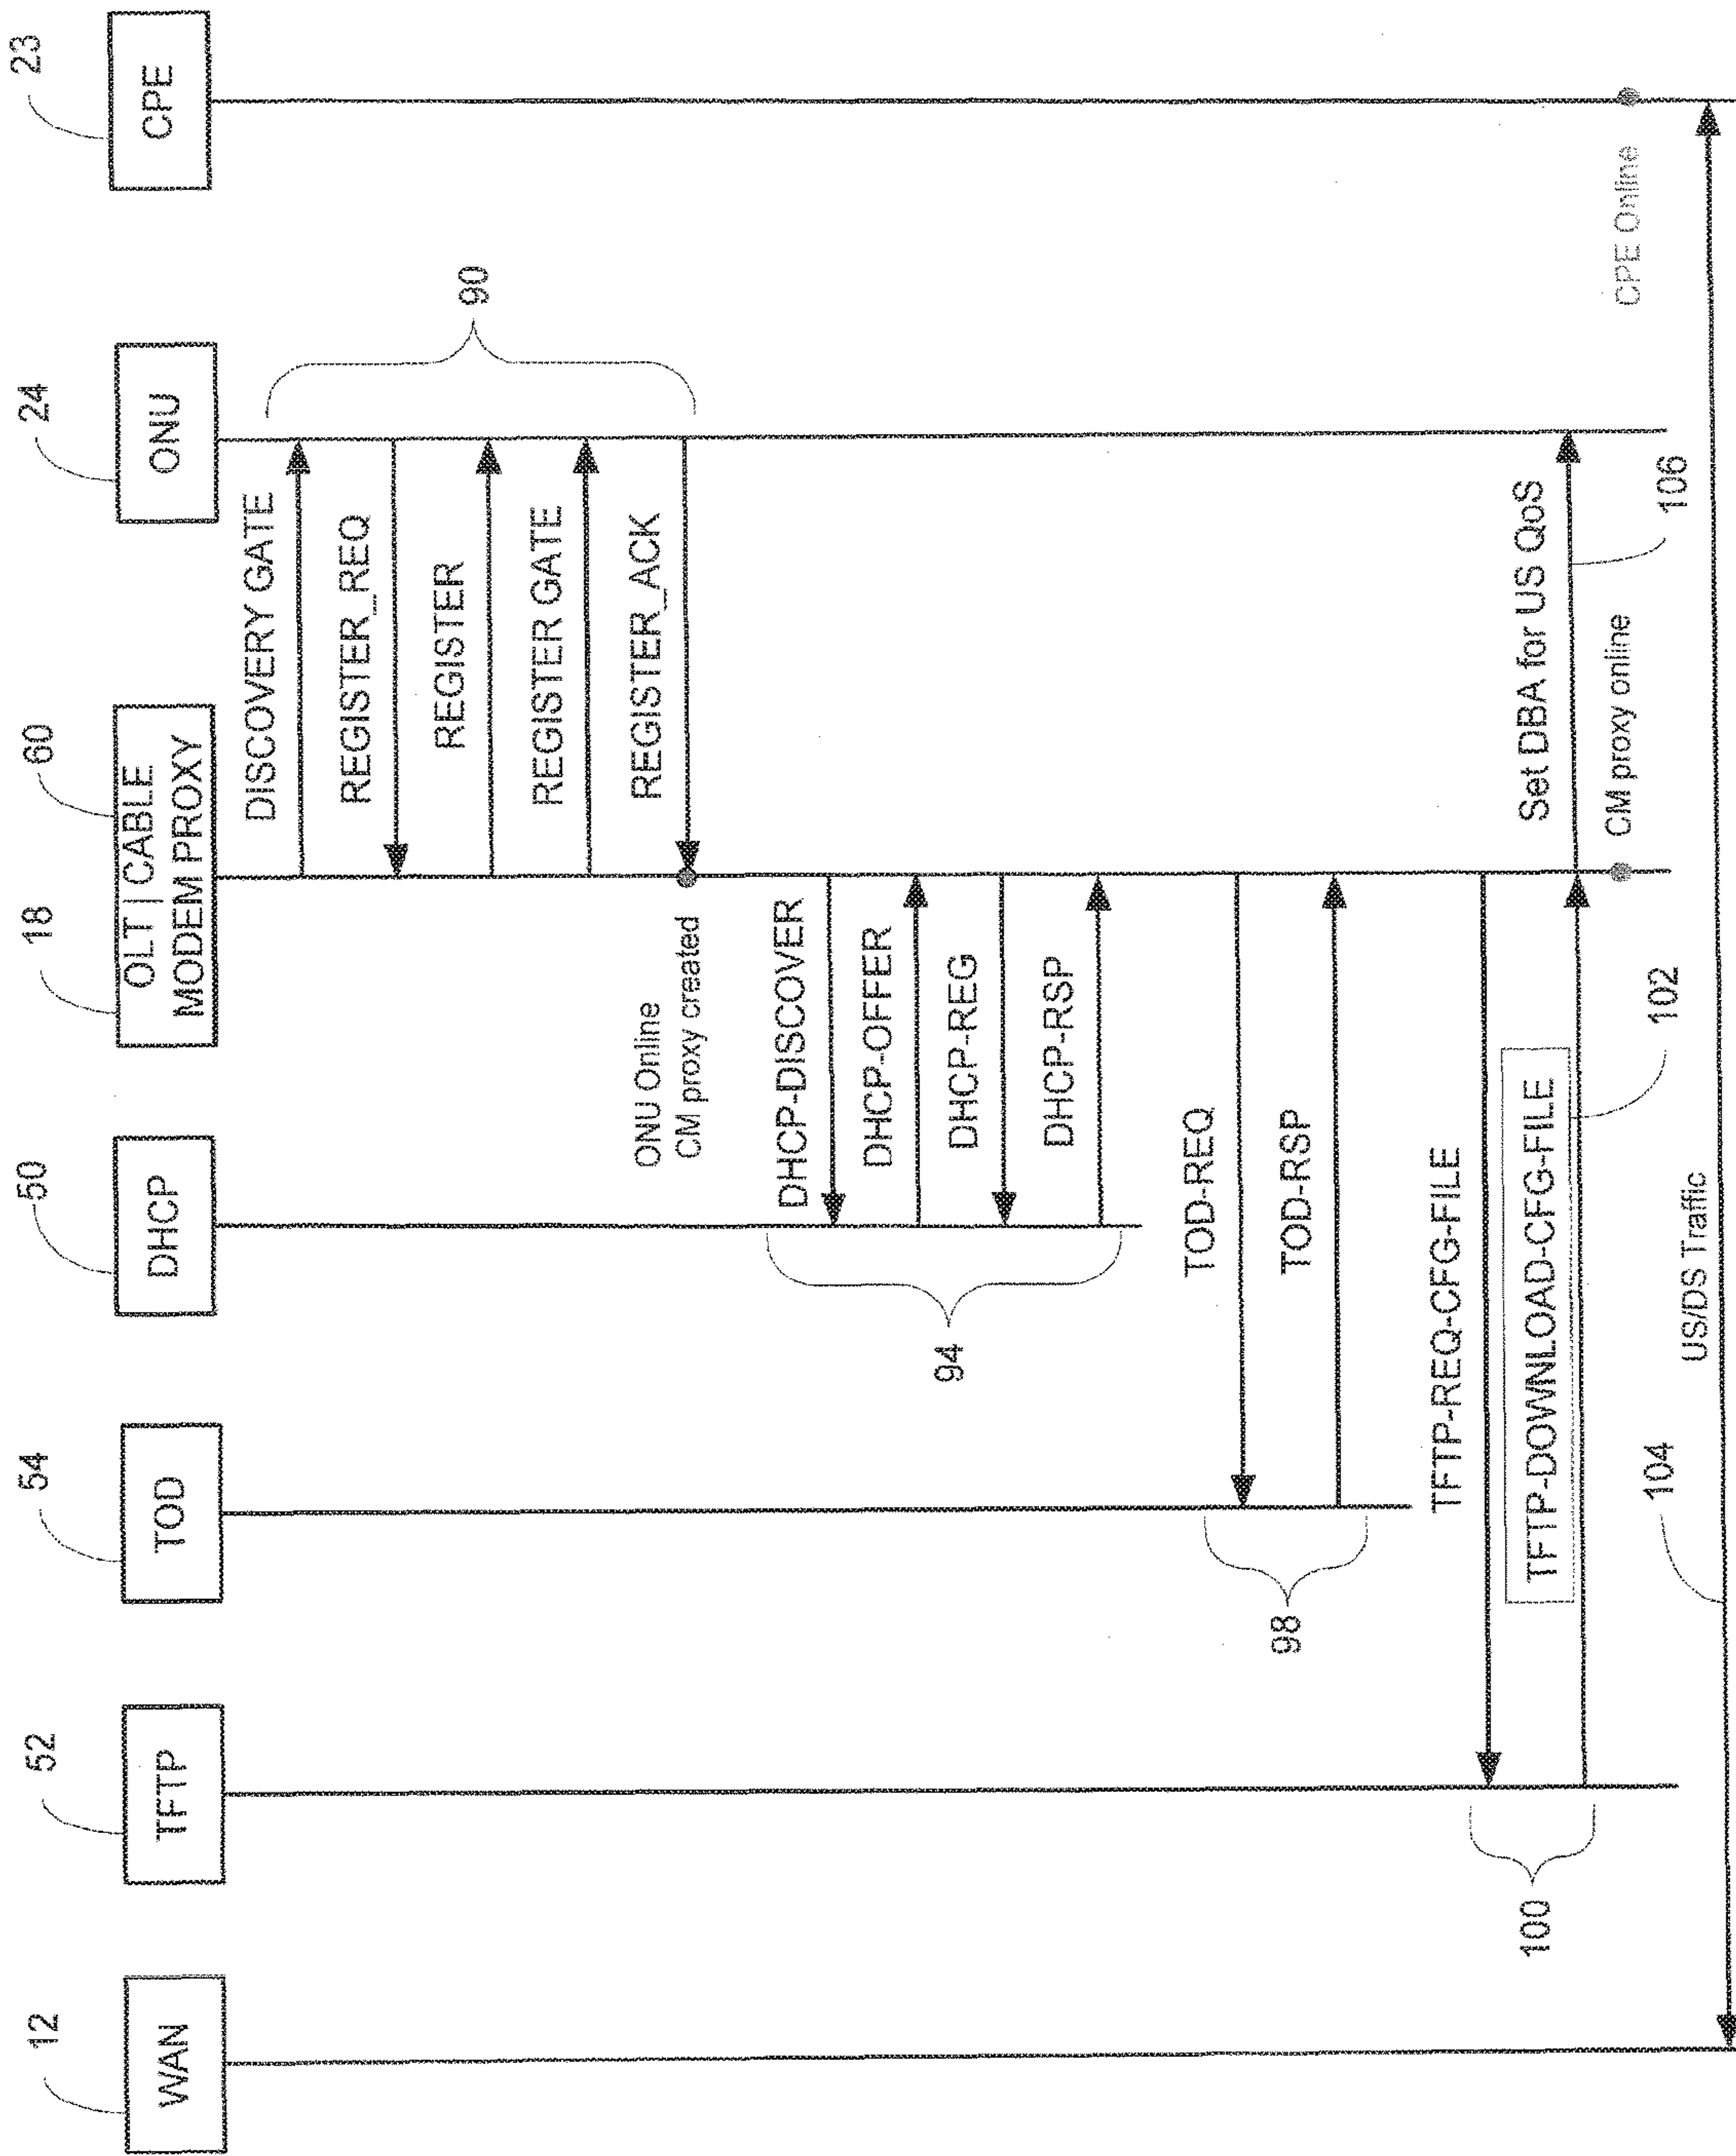 12
52
54
50
18
60
24
23
WAN
TFTP
TOD
DHCP
OLT | CABLE
MODEM PROXY
ONU
CPE
DISCOVERY GATE
REGISTER_REQ
REGISTER
90
REGISTER GATE
REGISTER_ACK
ONU Online
CM proxy created
DHCP-DISCOVER
DHCP-OFFER
94
DHCP-REG
DHCP-RSP
TOD-REQ
98
TOD-RSP
TFTP-REQ-CFG-FILE
100
TFTP-DOWNLOAD-CFG-FILE
Set DBA for US QoS
102
106
CM proxy online
CPE Online
104
US/DS Traffic